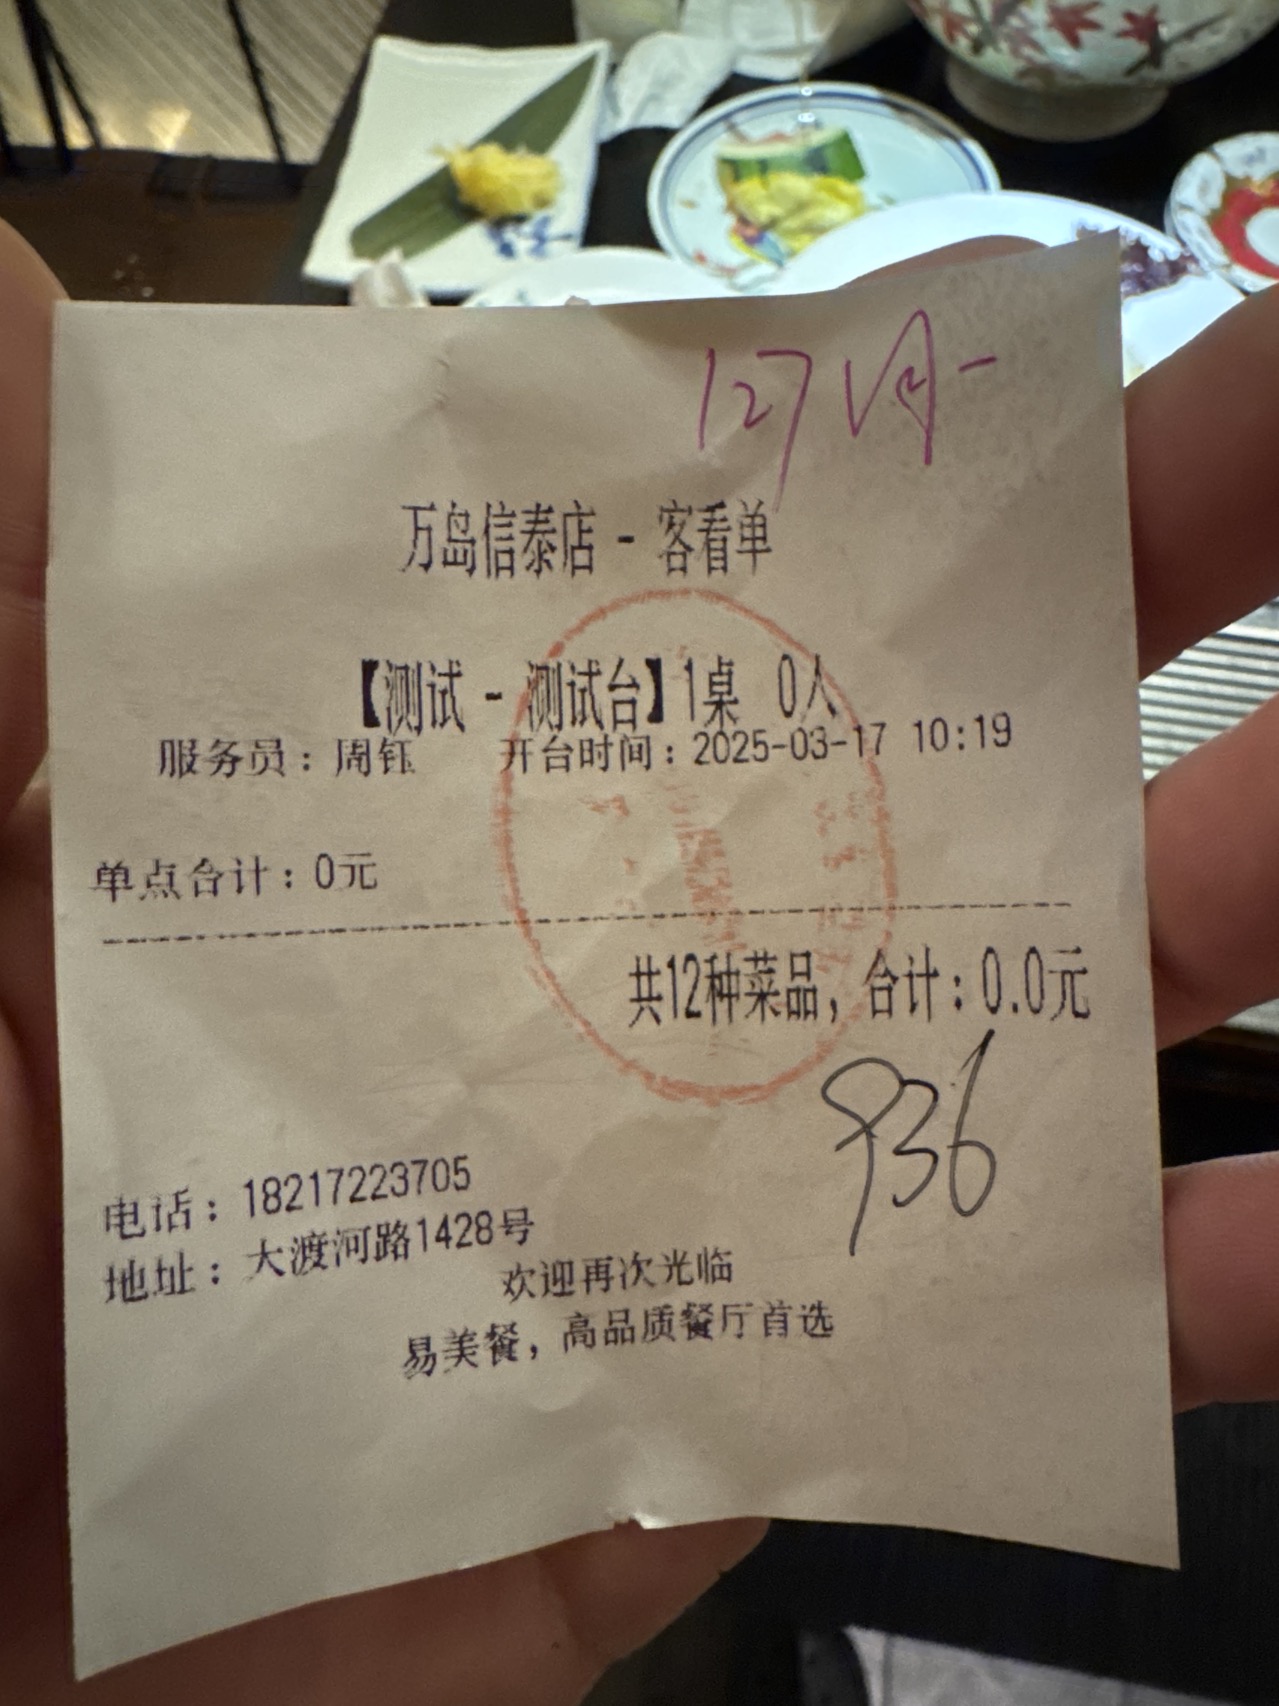 127
万岛信泰店 - 客看单
【测试 - 测试台】1桌 0人
服务员：周钰 开台时间：2025-03-17 10:19
单点合计：0元
共12种菜品，合计：0.0元
936
电话：18217223705
地址：大渡河路1428号
欢迎再次光临
易美餐，高品质餐厅首选